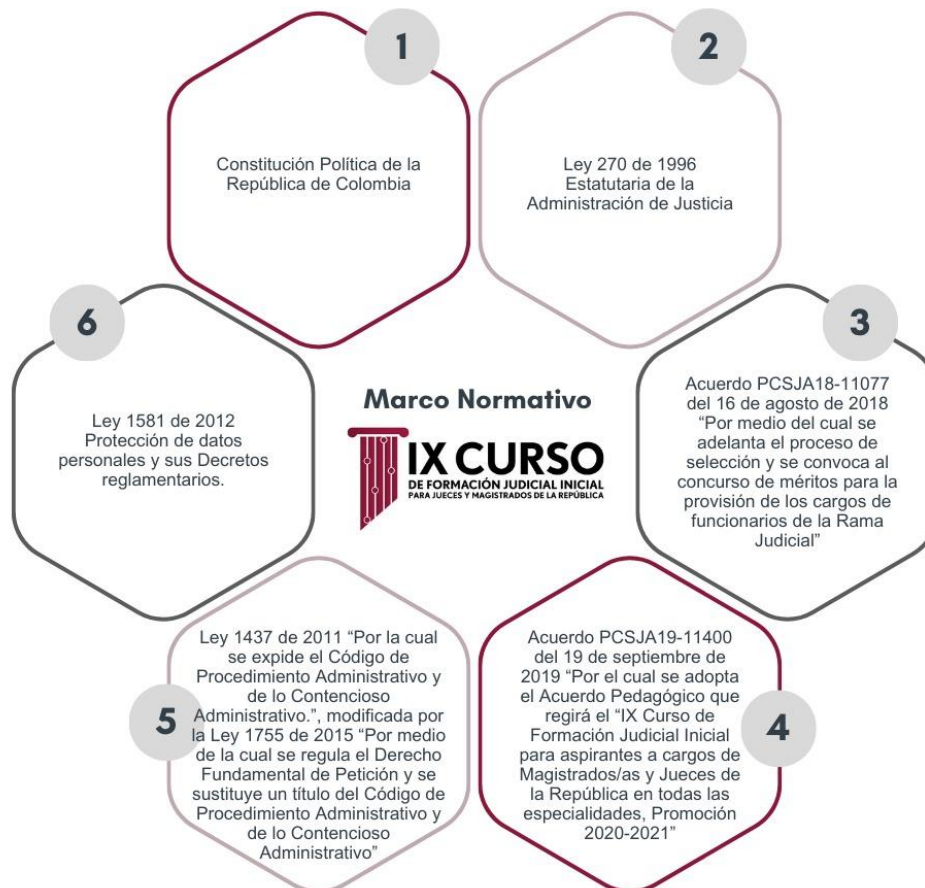 1
Constitución Política de la
República de Colombia
2
Ley 270 de 1996
Estatutaria de la
Administración de Justicia
3
Acuerdo PCSJA18-11077
del 16 de agosto de 2018
“Por medio del cual se
adelanta el proceso de
selección y se convoca al
concurso de méritos para la
provisión de los cargos de
funcionarios de la Rama
Judicial”
4
Acuerdo PCSJA19-11400
del 19 de septiembre de
2019 “Por el cual se adopta
el Acuerdo Pedagógico que
regirá el “IX Curso de
Formación Judicial Inicial
para aspirantes a cargos de
Magistrados/as y Jueces de
la República en todas las
especialidades, Promoción
2020-2021”
5
Ley 1437 de 2011 “Por la cual
se expide el Código de
Procedimiento Administrativo y
de lo Contencioso
Administrativo.”, modificada por
la Ley 1755 de 2015 “Por medio
de la cual se regula el Derecho
Fundamental de Petición y se
sustituye un título del Código de
Procedimiento Administrativo y
de lo Contencioso
Administrativo”
6
Ley 1581 de 2012
Protección de datos
personales y sus Decretos
reglamentarios.
Marco Normativo
IX CURSO
DE FORMACIÓN JUDICIAL INICIAL
PARA JUECES Y MAGISTRADOS DE LA REPÚBLICA